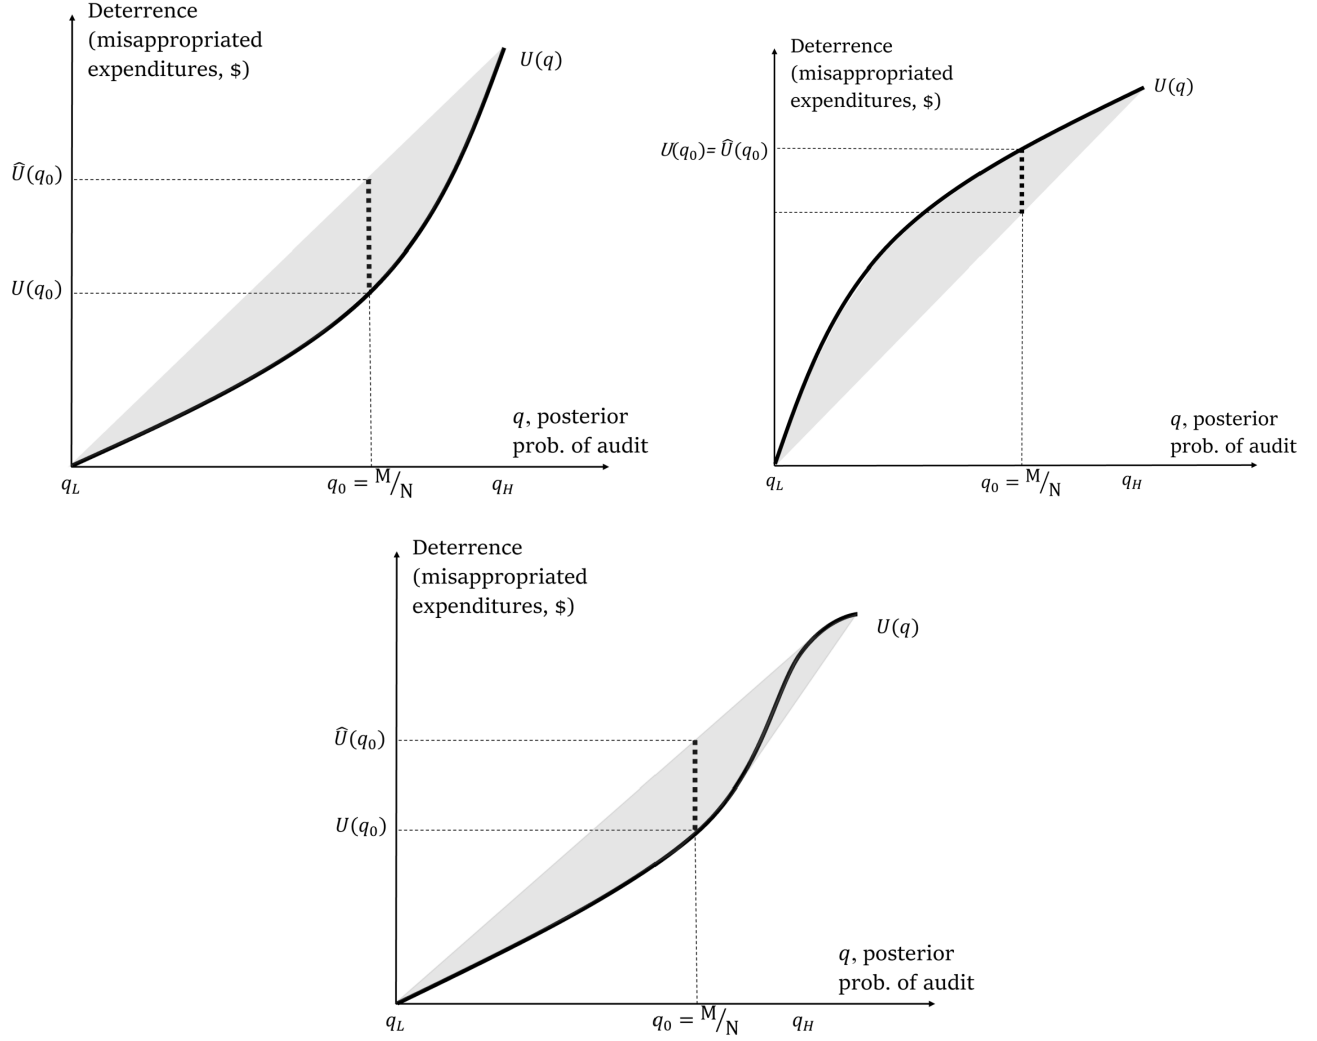 Deterrence
(misappropriated
expenditures, $)
U(q)
Û(q₀)
U(q₀)
q, posterior
prob. of audit
q_L
q₀ = M/N
q_H
Deterrence
(misappropriated
expenditures, $)
U(q)
U(q₀)= Û(q₀)
q, posterior
prob. of audit
q_L
q₀ = M/N
q_H
Deterrence
(misappropriated
expenditures, $)
U(q)
Û(q₀)
U(q₀)
q, posterior
prob. of audit
q_L
q₀ = M/N
q_H